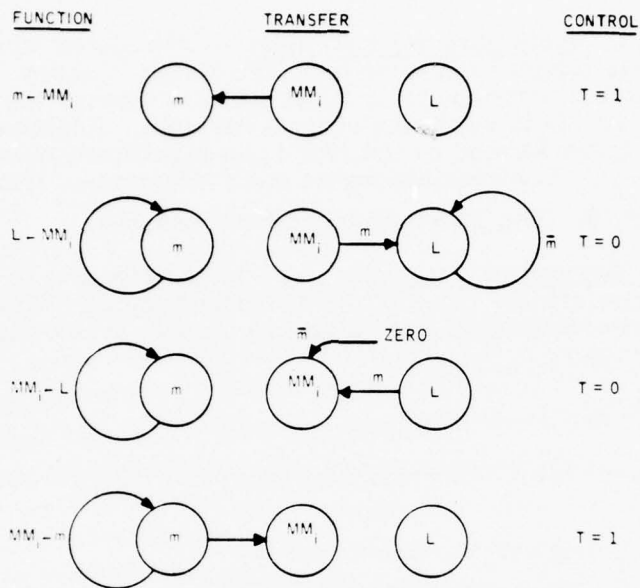 FUNCTION TRANSFER CONTROL
m – MMᵢ m MMᵢ L T = 1
L – MMᵢ m MMᵢ m L m̅ T = 0
m̅ ZERO
MMᵢ – L m MMᵢ m L T = 0
MMᵢ – m m MMᵢ L T = 1